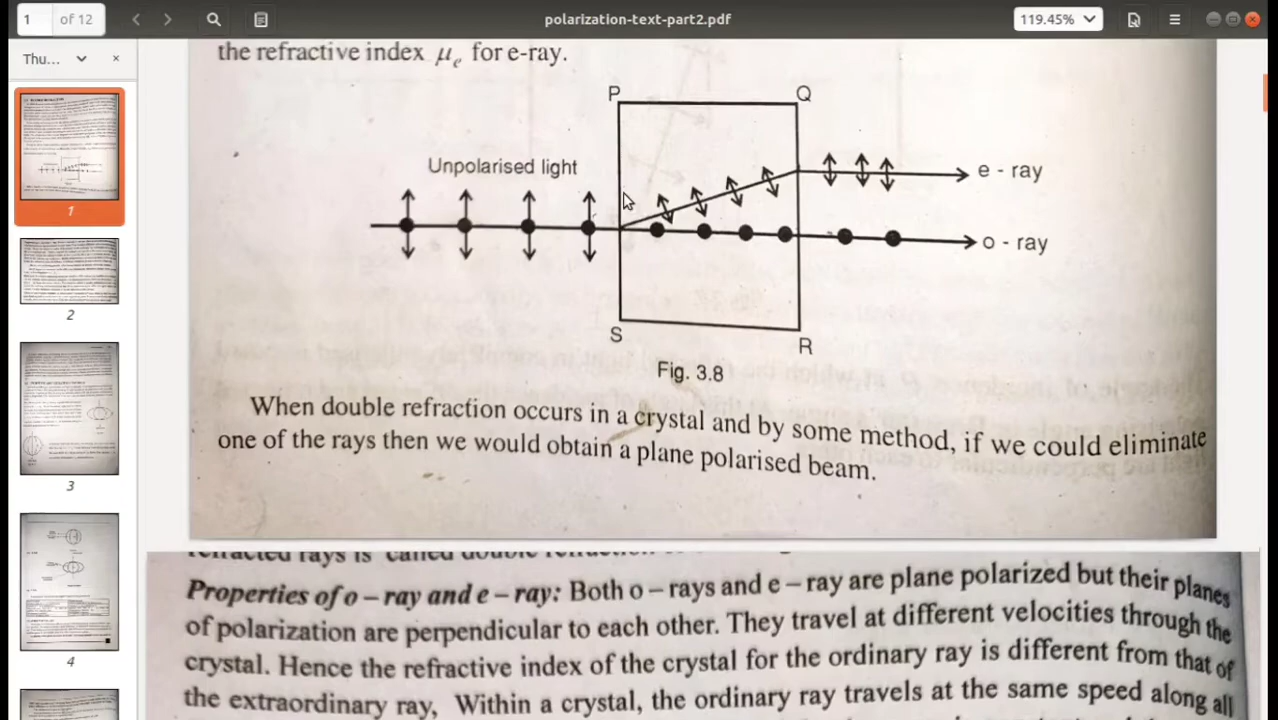 1 of 12
polarization-text-part2.pdf
119.45%
Thu...
1
2
3
4
the refractive index μe for e-ray.
P
Q
Unpolarised light
e - ray
o - ray
S
R
Fig. 3.8
When double refraction occurs in a crystal and by some method, if we could eliminate
one of the rays then we would obtain a plane polarised beam.
refracted rays is called double
Properties of o – ray and e – ray: Both o – rays and e – ray are plane polarized but their planes
of polarization are perpendicular to each other. They travel at different velocities through the
crystal. Hence the refractive index of the crystal for the ordinary ray is different from that of
the extraordinary ray, Within a crystal, the ordinary ray travels at the same speed along all